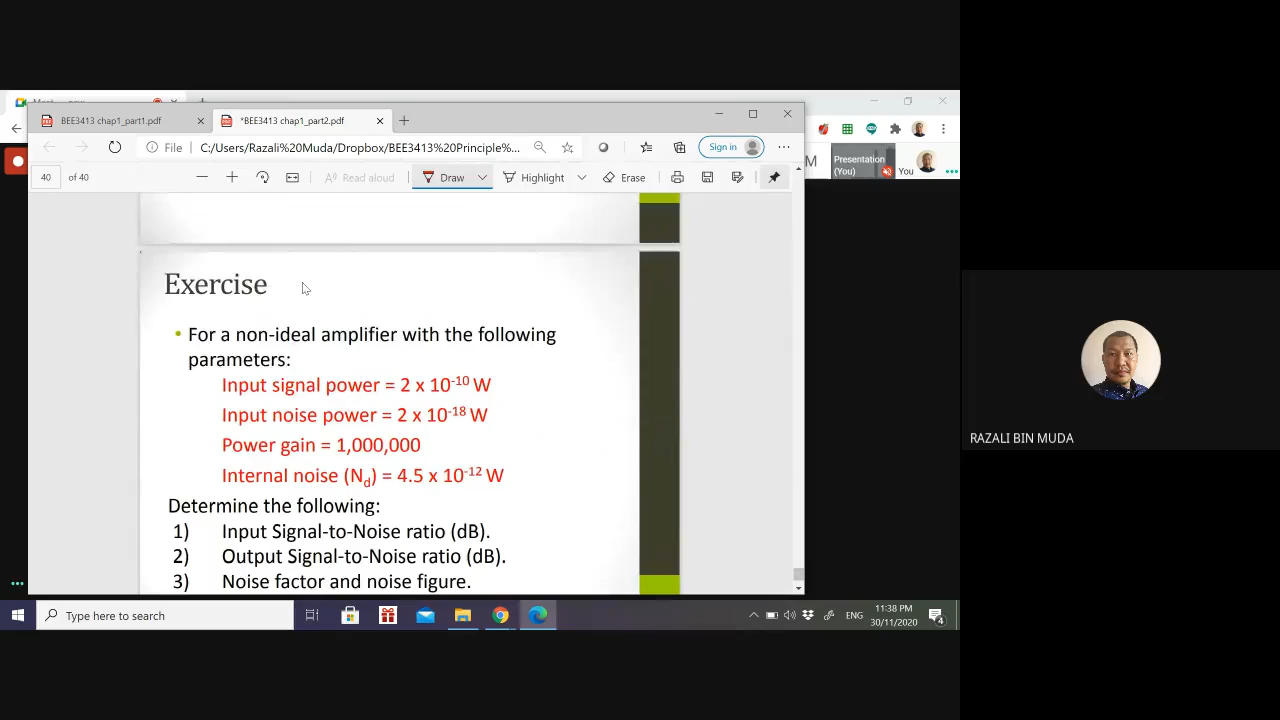 BEE3413 chap1_part1.pdf
*BEE3413 chap1_part2.pdf
File
C:/Users/Razali%20Muda/Dropbox/BEE3413%20Principle%...
Sign in
40 of 40
Read aloud
Draw
Highlight
Erase
M
Presentation
(You)
You
Exercise
• For a non-ideal amplifier with the following
parameters:
Input signal power = 2 x 10⁻¹⁰ W
Input noise power = 2 x 10⁻¹⁸ W
Power gain = 1,000,000
Internal noise (Nd) = 4.5 x 10⁻¹² W
Determine the following:
1) Input Signal-to-Noise ratio (dB).
2) Output Signal-to-Noise ratio (dB).
3) Noise factor and noise figure.
RAZALI BIN MUDA
Type here to search
ENG
11:38 PM
30/11/2020
4